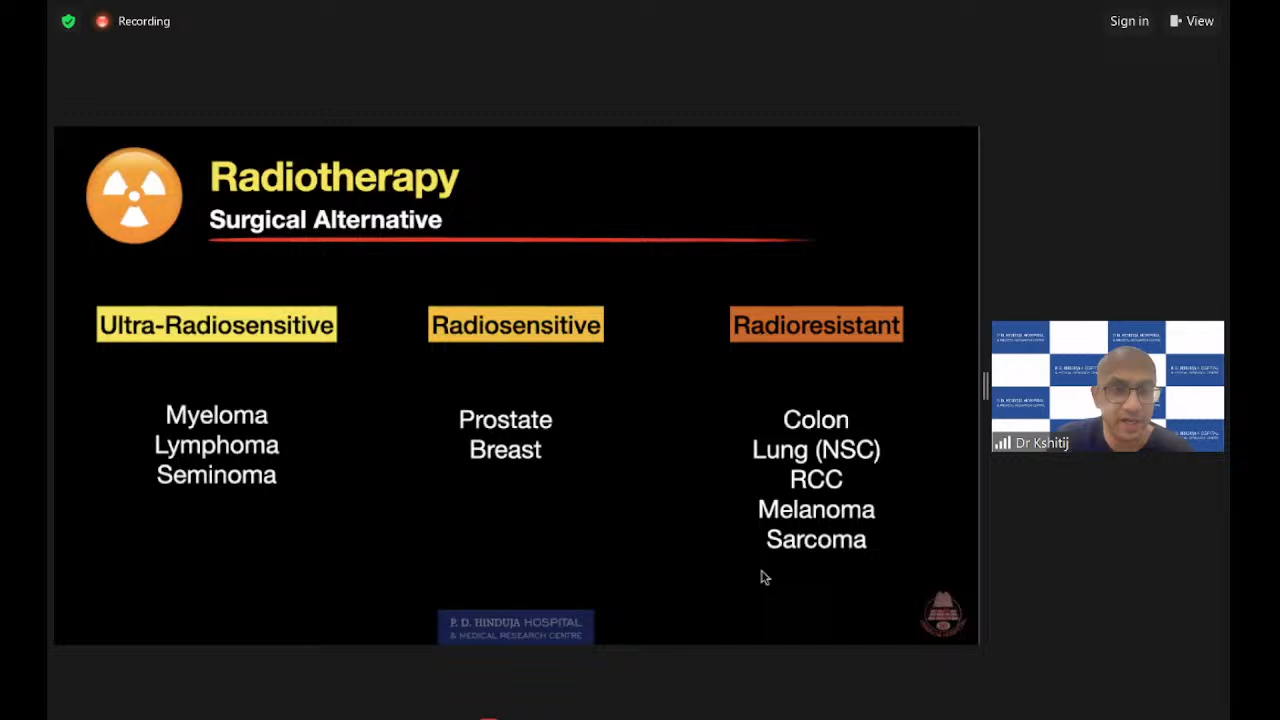 Recording
Sign in
View
Radiotherapy
Surgical Alternative
Ultra-Radiosensitive
Radiosensitive
Radioresistant
Myeloma
Lymphoma
Seminoma
Prostate
Breast
Colon
Lung (NSC)
RCC
Melanoma
Sarcoma
P. D. HINDUJA HOSPITAL
& MEDICAL RESEARCH CENTRE
Dr Kshitij